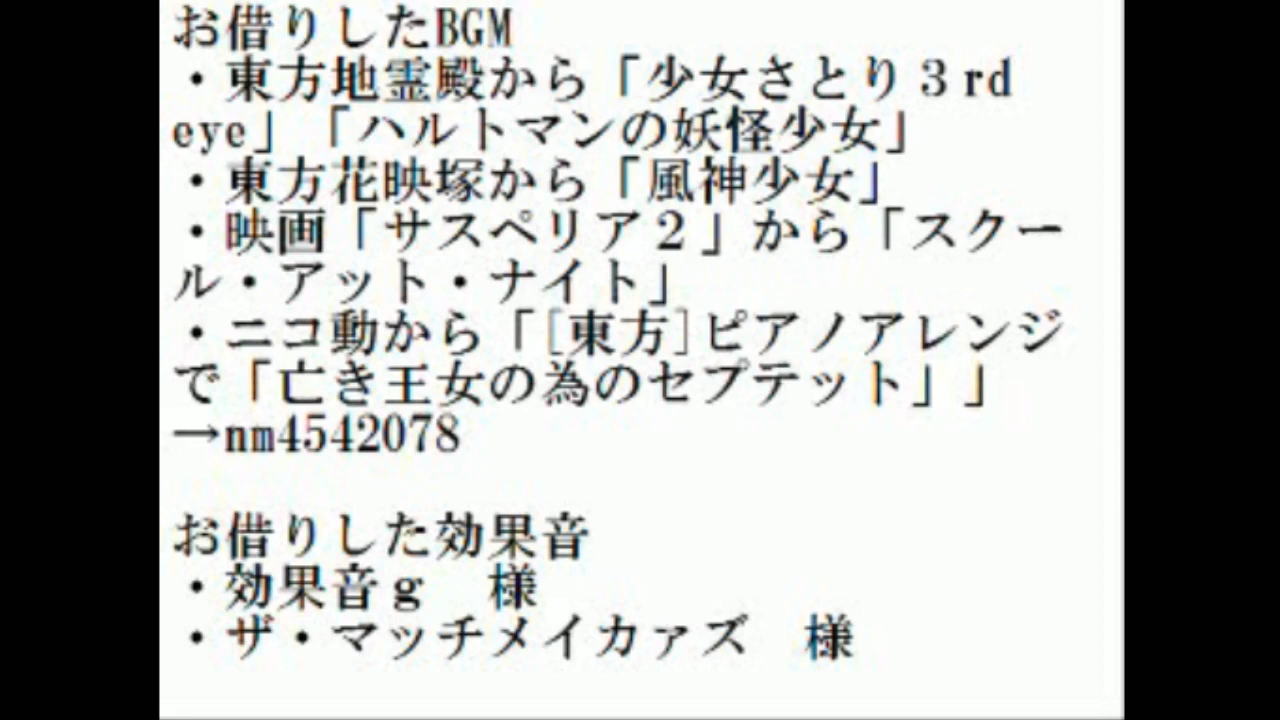 お借りしたBGM
・東方地霊殿から「少女さとり３rd
eye」「ハルトマンの妖怪少女」
・東方花映塚から「風神少女」
・映画「サスペリア２」から「スクー
ル・アット・ナイト」
・ニコ動から「[東方]ピアノアレンジ
で「亡き王女の為のセプテット」」
→nm4542078
お借りした効果音
・効果音ｇ　様
・ザ・マッチメイカァズ　様